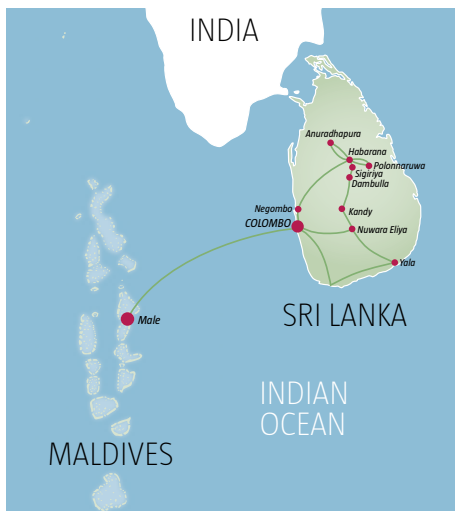 INDIA
Anuradhapura
Habarana
Polonnaruwa
Sigiriya
Dambulla
Negombo
Kandy
COLOMBO
Nuwara Eliya
Yala
Male
SRI LANKA
INDIAN
OCEAN
MALDIVES